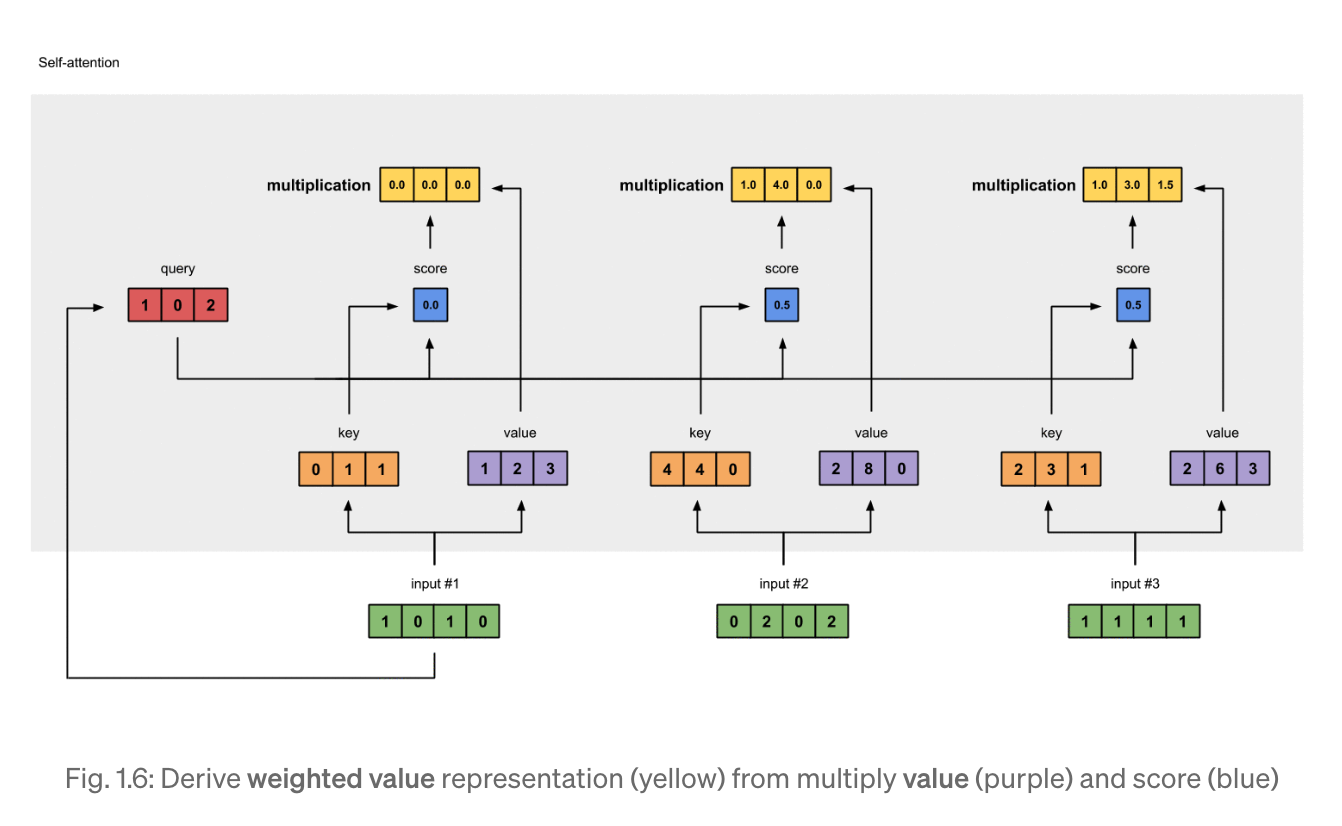 Self-attention
multiplication 0.0 0.0 0.0 multiplication 1.0 4.0 0.0 multiplication 1.0 3.0 1.5
query score score score
1 0 2 0.0 0.5 0.5
key value key value key value
0 1 1 1 2 3 4 4 0 2 8 0 2 3 1 2 6 3
input #1 input #2 input #3
1 0 1 0 0 2 0 2 1 1 1 1
Fig. 1.6: Derive weighted value representation (yellow) from multiply value (purple) and score (blue)